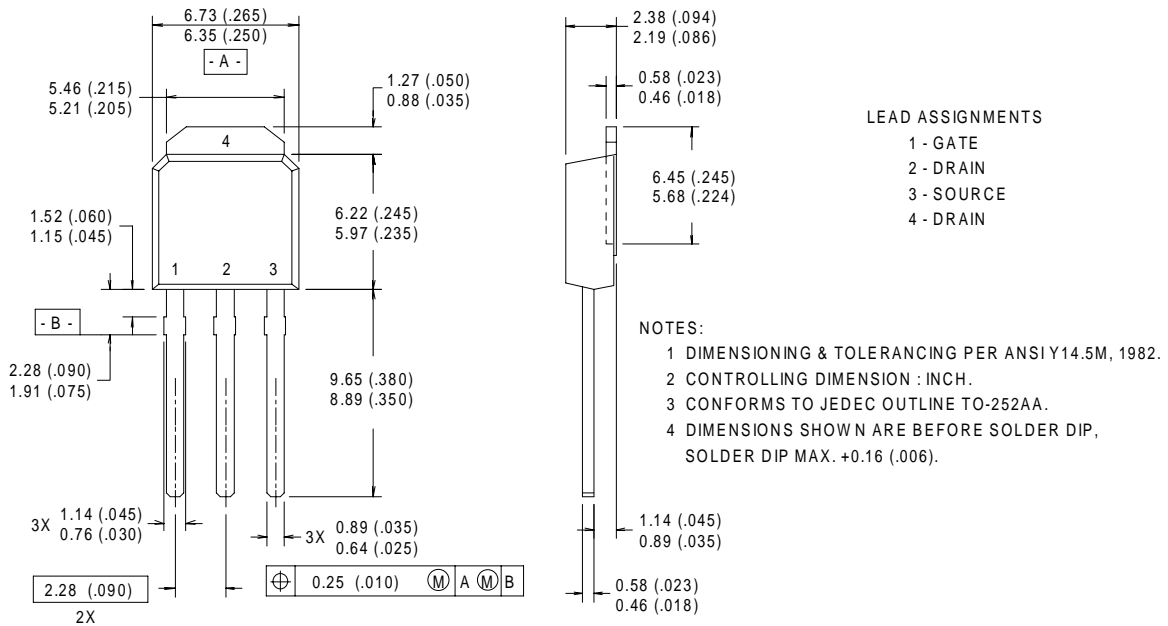 6.73 (.265)
6.35 (.250)
- A -
5.46 (.215)
5.21 (.205)
1.27 (.050)
0.88 (.035)
4
1.52 (.060)
1.15 (.045)
6.22 (.245)
5.97 (.235)
1 2 3
- B -
2.28 (.090)
1.91 (.075)
9.65 (.380)
8.89 (.350)
3X 1.14 (.045)
0.76 (.030)
3X 0.89 (.035)
0.64 (.025)
2.28 (.090)
2X
⌖ 0.25 (.010) Ⓜ A Ⓜ B
2.38 (.094)
2.19 (.086)
0.58 (.023)
0.46 (.018)
6.45 (.245)
5.68 (.224)
1.14 (.045)
0.89 (.035)
0.58 (.023)
0.46 (.018)
LEAD ASSIGNMENTS
1 - GATE
2 - DRAIN
3 - SOURCE
4 - DRAIN
NOTES:
1 DIMENSIONING & TOLERANCING PER ANSI Y14.5M, 1982.
2 CONTROLLING DIMENSION : INCH.
3 CONFORMS TO JEDEC OUTLINE TO-252AA.
4 DIMENSIONS SHOWN ARE BEFORE SOLDER DIP,
SOLDER DIP MAX. +0.16 (.006).